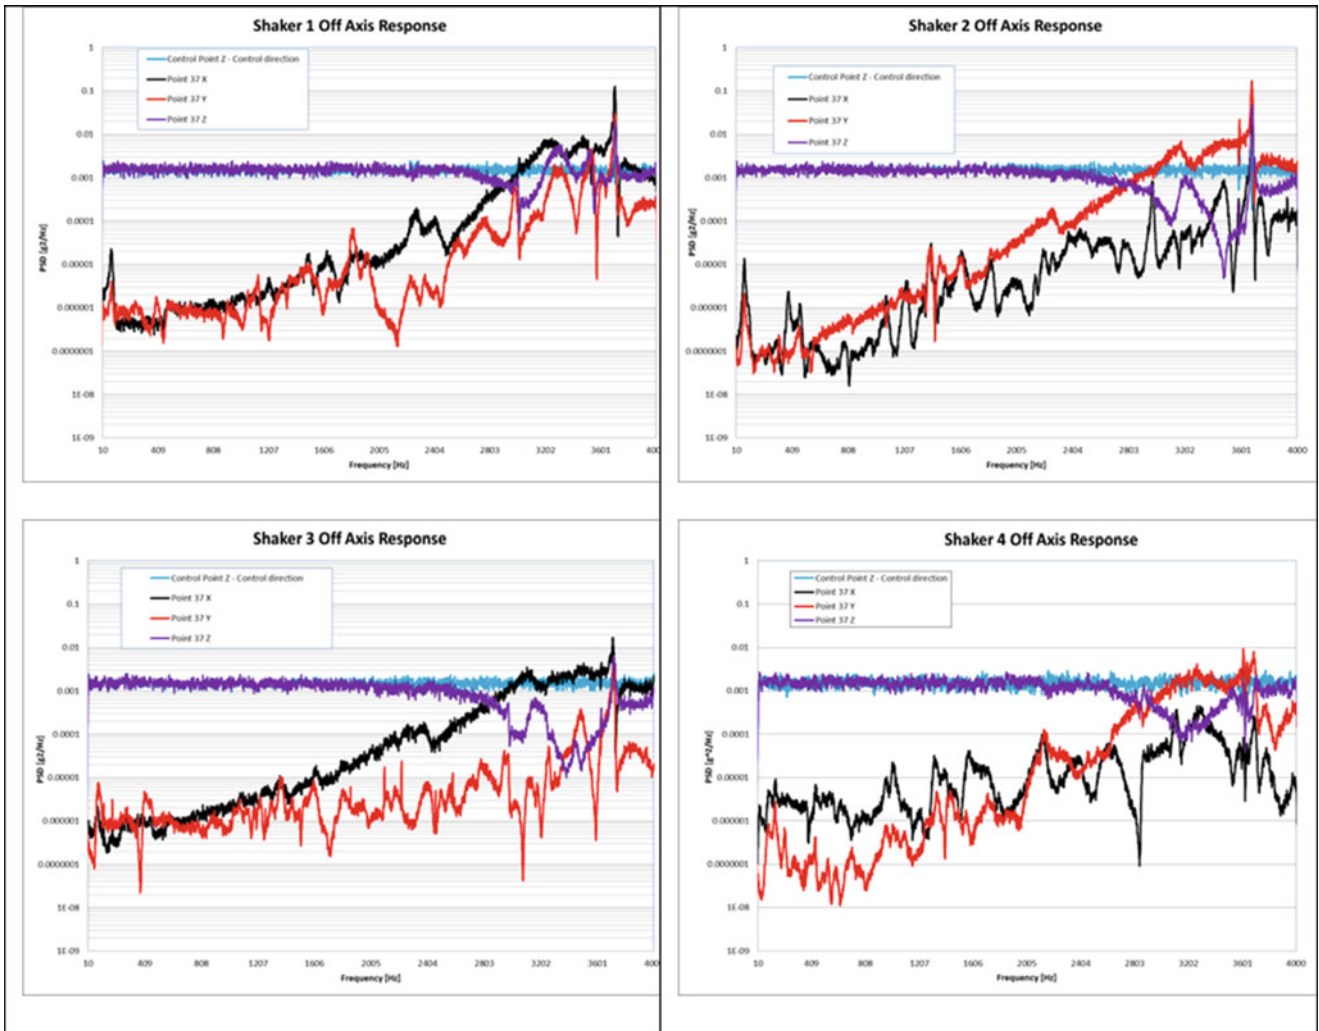 Shaker 1 Off Axis Response
Control Point Z - Control direction
Point 37 X
Point 37 Y
Point 37 Z
PSD [g2/Hz]
1
0.1
0.01
0.001
0.0001
0.00001
0.000001
0.0000001
1E-08
1E-09
10 409 808 1207 1606 2005 2404 2803 3202 3601 4000
Frequency [Hz]
Shaker 2 Off Axis Response
Control Point Z - Control direction
Point 37 X
Point 37 Y
Point 37 Z
PSD [g2/Hz]
1
0.1
0.01
0.001
0.0001
0.00001
0.000001
0.0000001
1E-08
1E-09
10 409 808 1207 1606 2005 2404 2803 3202 3601 4000
Frequency [Hz]
Shaker 3 Off Axis Response
Control Point Z - Control direction
Point 37 X
Point 37 Y
Point 37 Z
PSD [g2/Hz]
1
0.1
0.01
0.001
0.0001
0.00001
0.000001
0.0000001
1E-08
1E-09
10 409 808 1207 1606 2005 2404 2803 3202 3601 4000
Frequency [Hz]
Shaker 4 Off Axis Response
Control Point Z - Control direction
Point 37 X
Point 37 Y
Point 37 Z
PSD [g^2/Hz]
1
0.1
0.01
0.001
0.0001
0.00001
0.000001
0.0000001
1E-08
1E-09
10 409 808 1207 1606 2005 2404 2803 3202 3601 4000
Frequency [Hz]